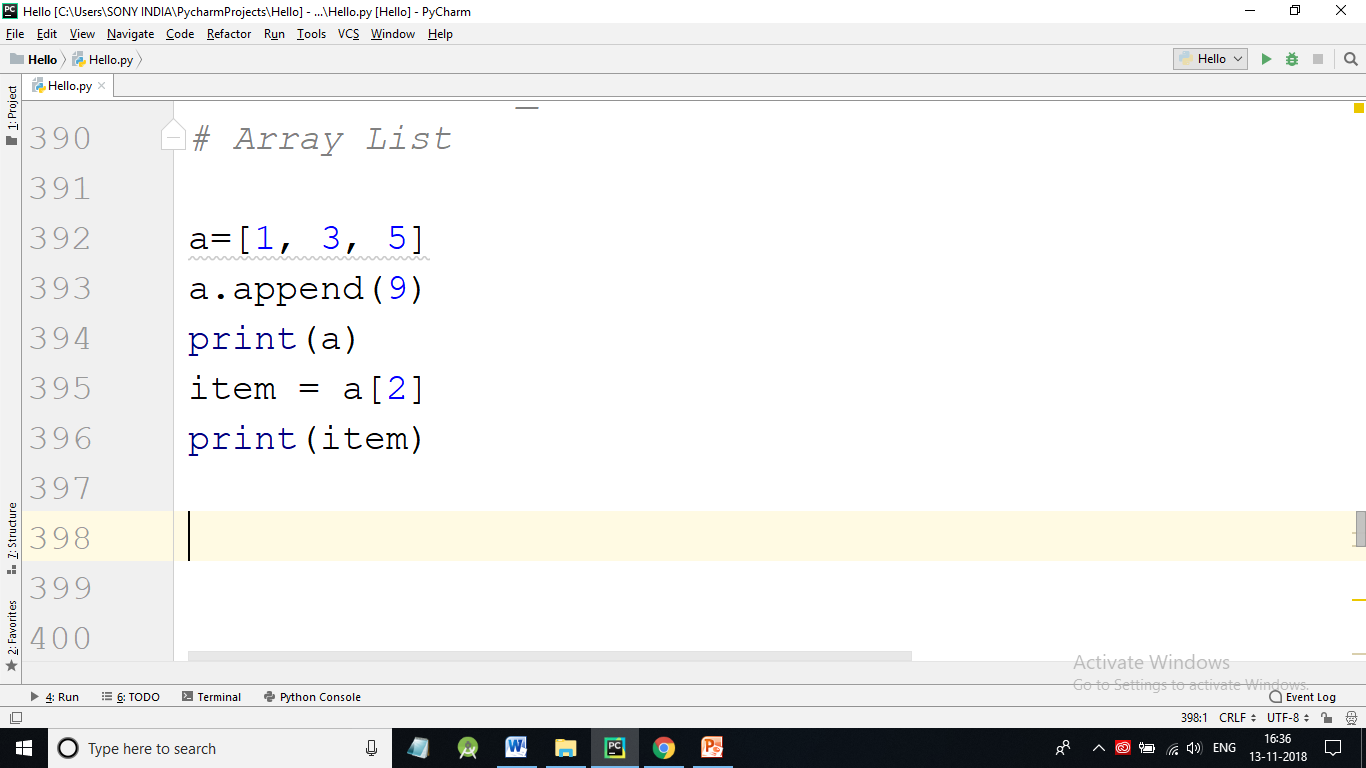 PC Hello [C:\Users\SONY INDIA\PycharmProjects\Hello] - ...\Hello.py [Hello] - PyCharm
File Edit View Navigate Code Refactor Run Tools VCS Window Help
Hello Hello.py Hello
Hello.py
1: Project
390 # Array List
391
392 a=[1, 3, 5]
393 a.append(9)
394 print(a)
395 item = a[2]
396 print(item)
397
398
399
400
7: Structure
2: Favorites
Activate Windows
Go to Settings to activate Windows.
4: Run 6: TODO Terminal Python Console Event Log
398:1 CRLF UTF-8
Type here to search W PC P ENG 16:36
13-11-2018